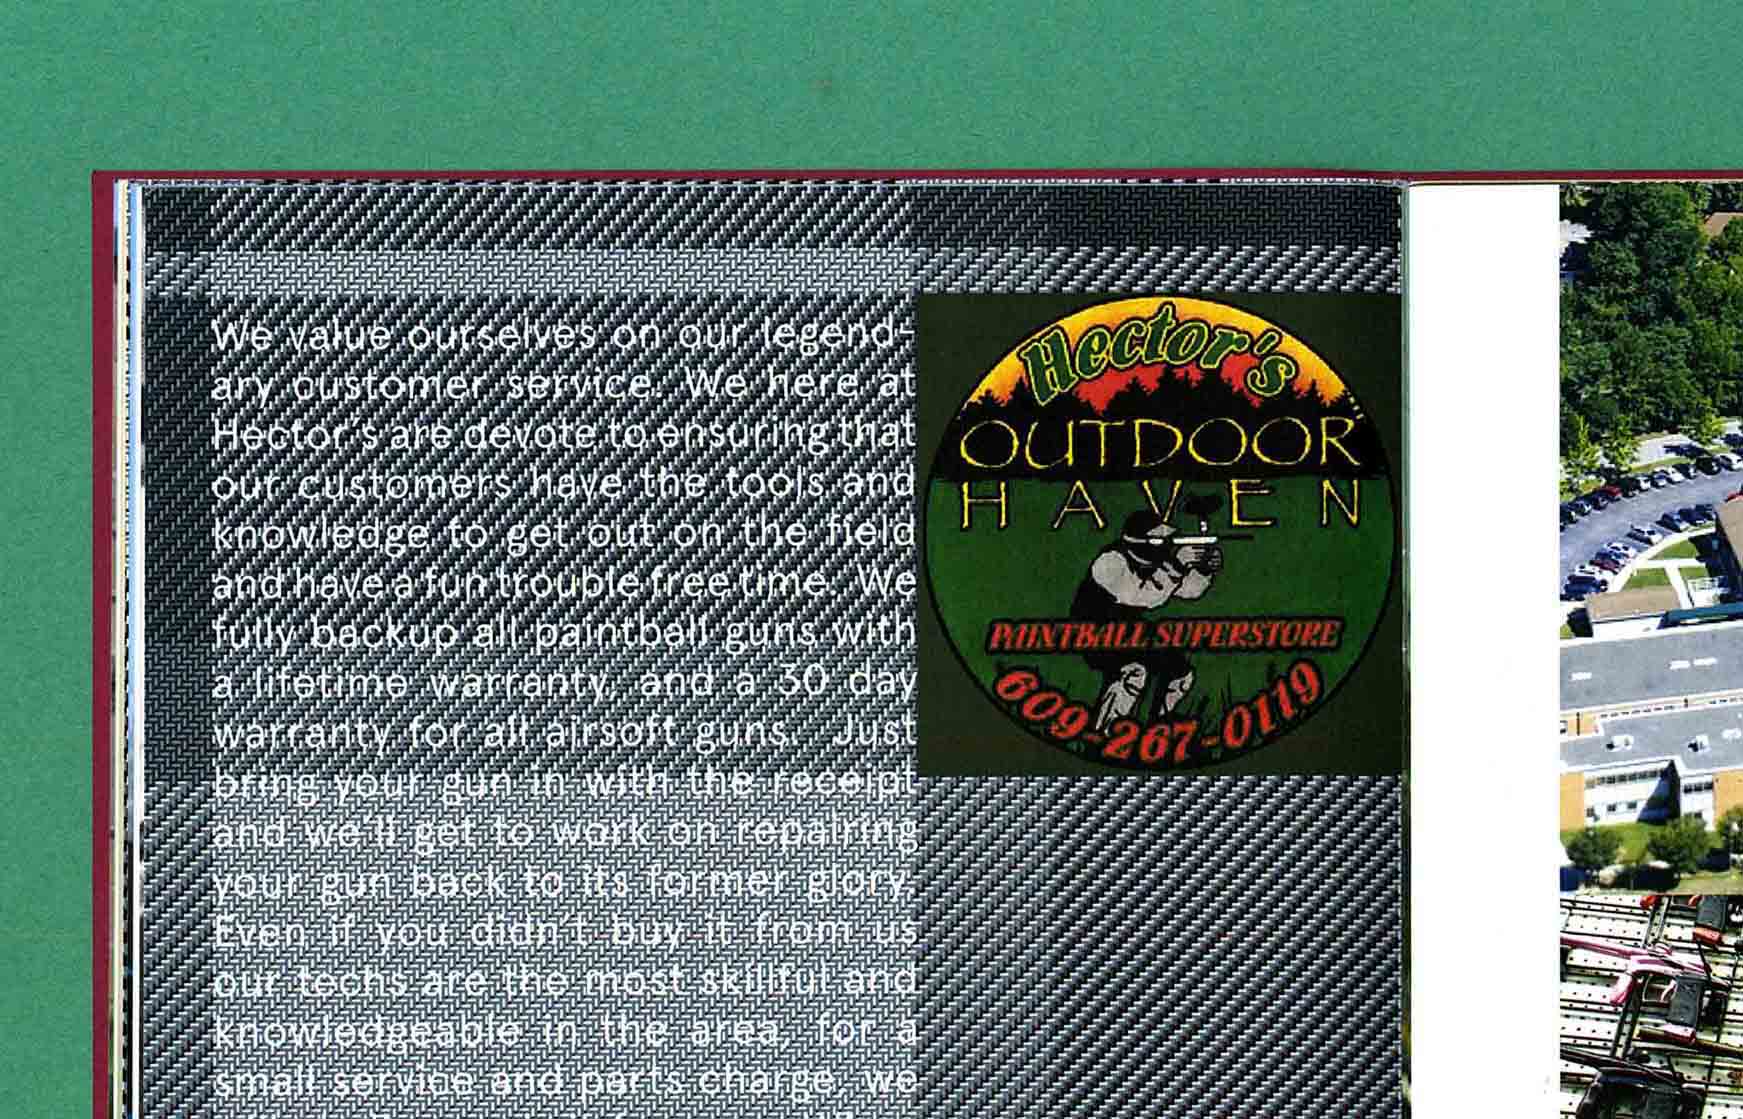 We value ourselves on our legend-
ary customer service. We here at
Hector's are devote to ensuring that
our customers have the tools and
knowledge to get out on the field
and have a fun trouble free time. We
fully backup all paintball guns with
a lifetime warranty, and a 30 day
warranty for all airsoft guns. Just
bring your gun in with the receipt
and we'll get to work on repairing
your gun back to its former glory.
Even if you didn't buy it from us
our techs are the most skillful and
knowledgeable in the area, for a
small service and parts charge, we
Hector's
OUTDOOR
HAVEN
PAINTBALL SUPERSTORE
609-267-0119